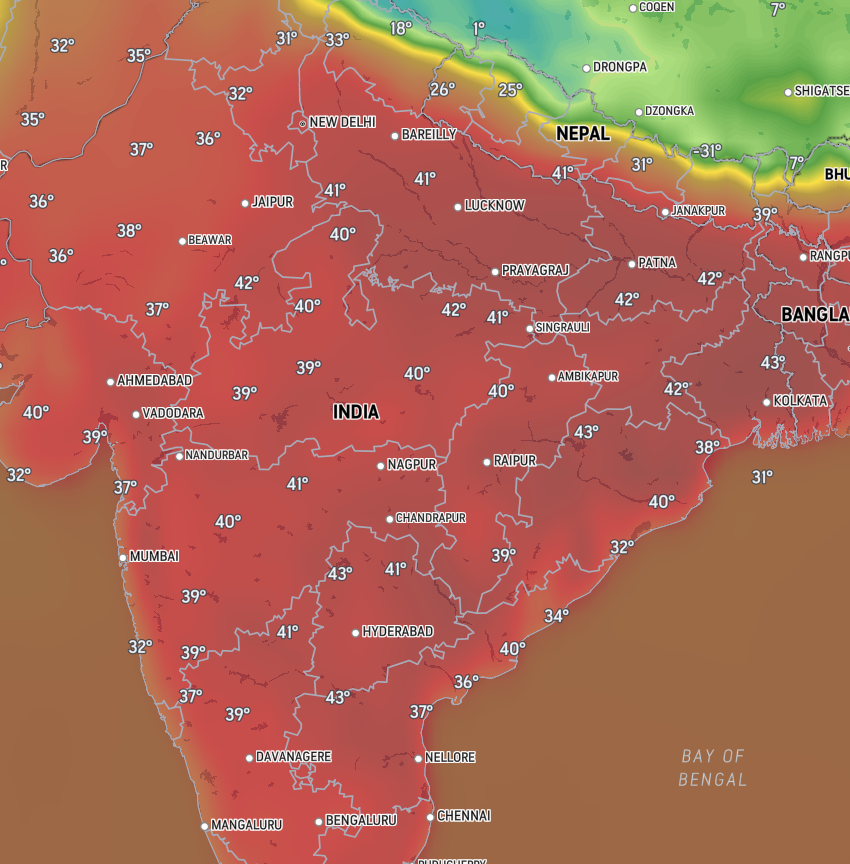 COQEN
7°
18°
1°
31°
33°
32°
35°
DRONGPA
26°
25°
SHIGATSE
32°
DZONGKA
35°
NEW DELHI
BAREILLY
NEPAL
36°
37°
-31°
R
31°
7°
41°
41°
BHU
41°
36°
JAIPUR
LUCKNOW
JANAKPUR
39°
38°
40°
BEAWAR
36°
RANGPU
°
PATNA
PRAYAGRAJ
42°
42°
42°
37°
40°
42°
41°
BANGLA
SINGRAULI
39°
43°
40°
AHMEDABAD
AMBIKAPUR
39°
40°
42°
KOLKATA
40°
VADODARA
INDIA
43°
39°
38°
NANDURBAR
NAGPUR
RAIPUR
32°
31°
37°
41°
40°
40°
CHANDRAPUR
32°
MUMBAI
39°
43°
41°
39°
34°
41°
HYDERABAD
32°
39°
40°
36°
37°
43°
39°
37°
DAVANAGERE
NELLORE
BAY OF
BENGAL
CHENNAI
MANGALURU
BENGALURU
PUDUCHERRY